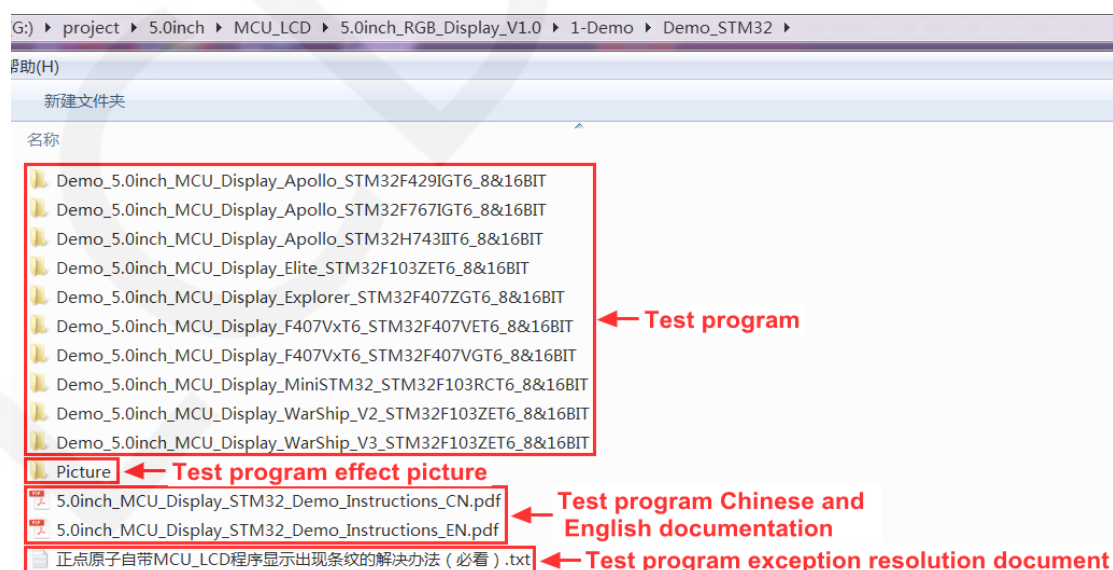 G:) ▸ project ▸ 5.0inch ▸ MCU_LCD ▸ 5.0inch_RGB_Display_V1.0 ▸ 1-Demo ▸ Demo_STM32 ▸
帮助(H)
新建文件夹
名称
Demo_5.0inch_MCU_Display_Apollo_STM32F429IGT6_8&16BIT
Demo_5.0inch_MCU_Display_Apollo_STM32F767IGT6_8&16BIT
Demo_5.0inch_MCU_Display_Apollo_STM32H743IIT6_8&16BIT
Demo_5.0inch_MCU_Display_Elite_STM32F103ZET6_8&16BIT
Demo_5.0inch_MCU_Display_Explorer_STM32F407ZGT6_8&16BIT
Demo_5.0inch_MCU_Display_F407VxT6_STM32F407VET6_8&16BIT
Test program
Demo_5.0inch_MCU_Display_F407VxT6_STM32F407VGT6_8&16BIT
Demo_5.0inch_MCU_Display_MiniSTM32_STM32F103RCT6_8&16BIT
Demo_5.0inch_MCU_Display_WarShip_V2_STM32F103ZET6_8&16BIT
Demo_5.0inch_MCU_Display_WarShip_V3_STM32F103ZET6_8&16BIT
Picture
Test program effect picture
5.0inch_MCU_Display_STM32_Demo_Instructions_CN.pdf
5.0inch_MCU_Display_STM32_Demo_Instructions_EN.pdf
Test program Chinese and
English documentation
正点原子自带MCU_LCD程序显示出现条纹的解决办法（必看）.txt
Test program exception resolution document